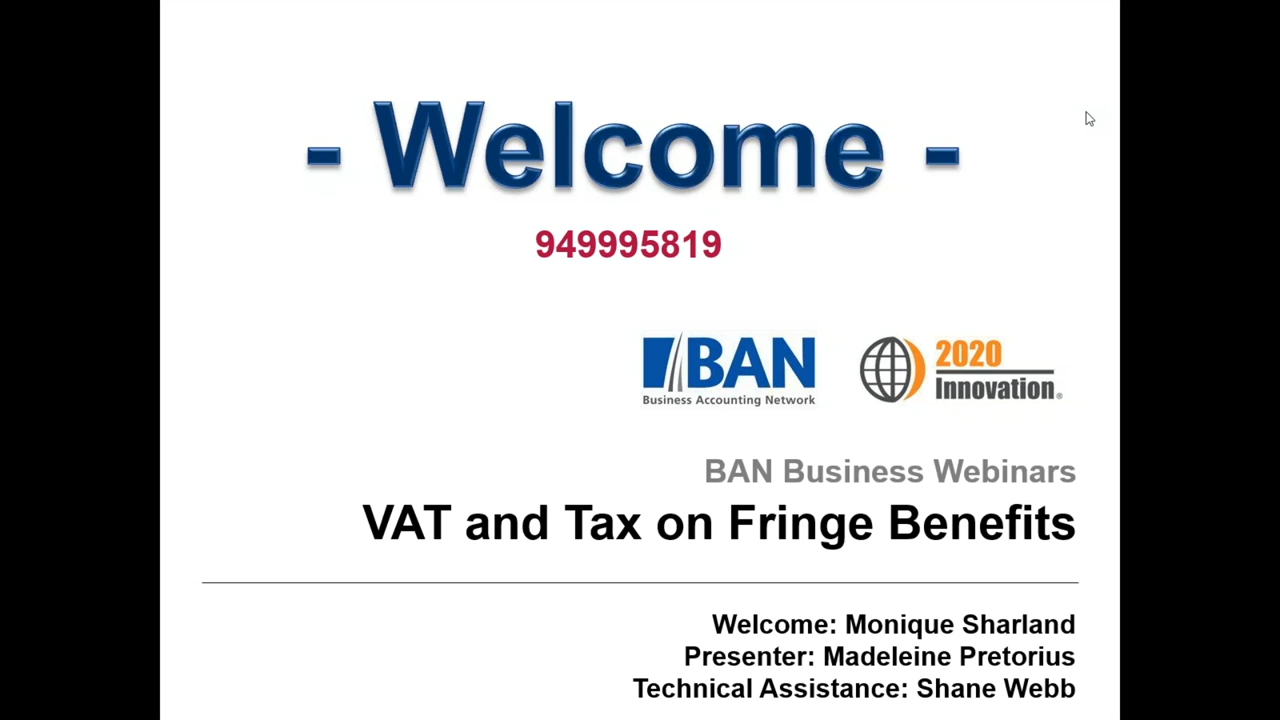 - Welcome -
949995819
BAN
Business Accounting Network
2020
Innovation®
BAN Business Webinars
VAT and Tax on Fringe Benefits
Welcome: Monique Sharland
Presenter: Madeleine Pretorius
Technical Assistance: Shane Webb